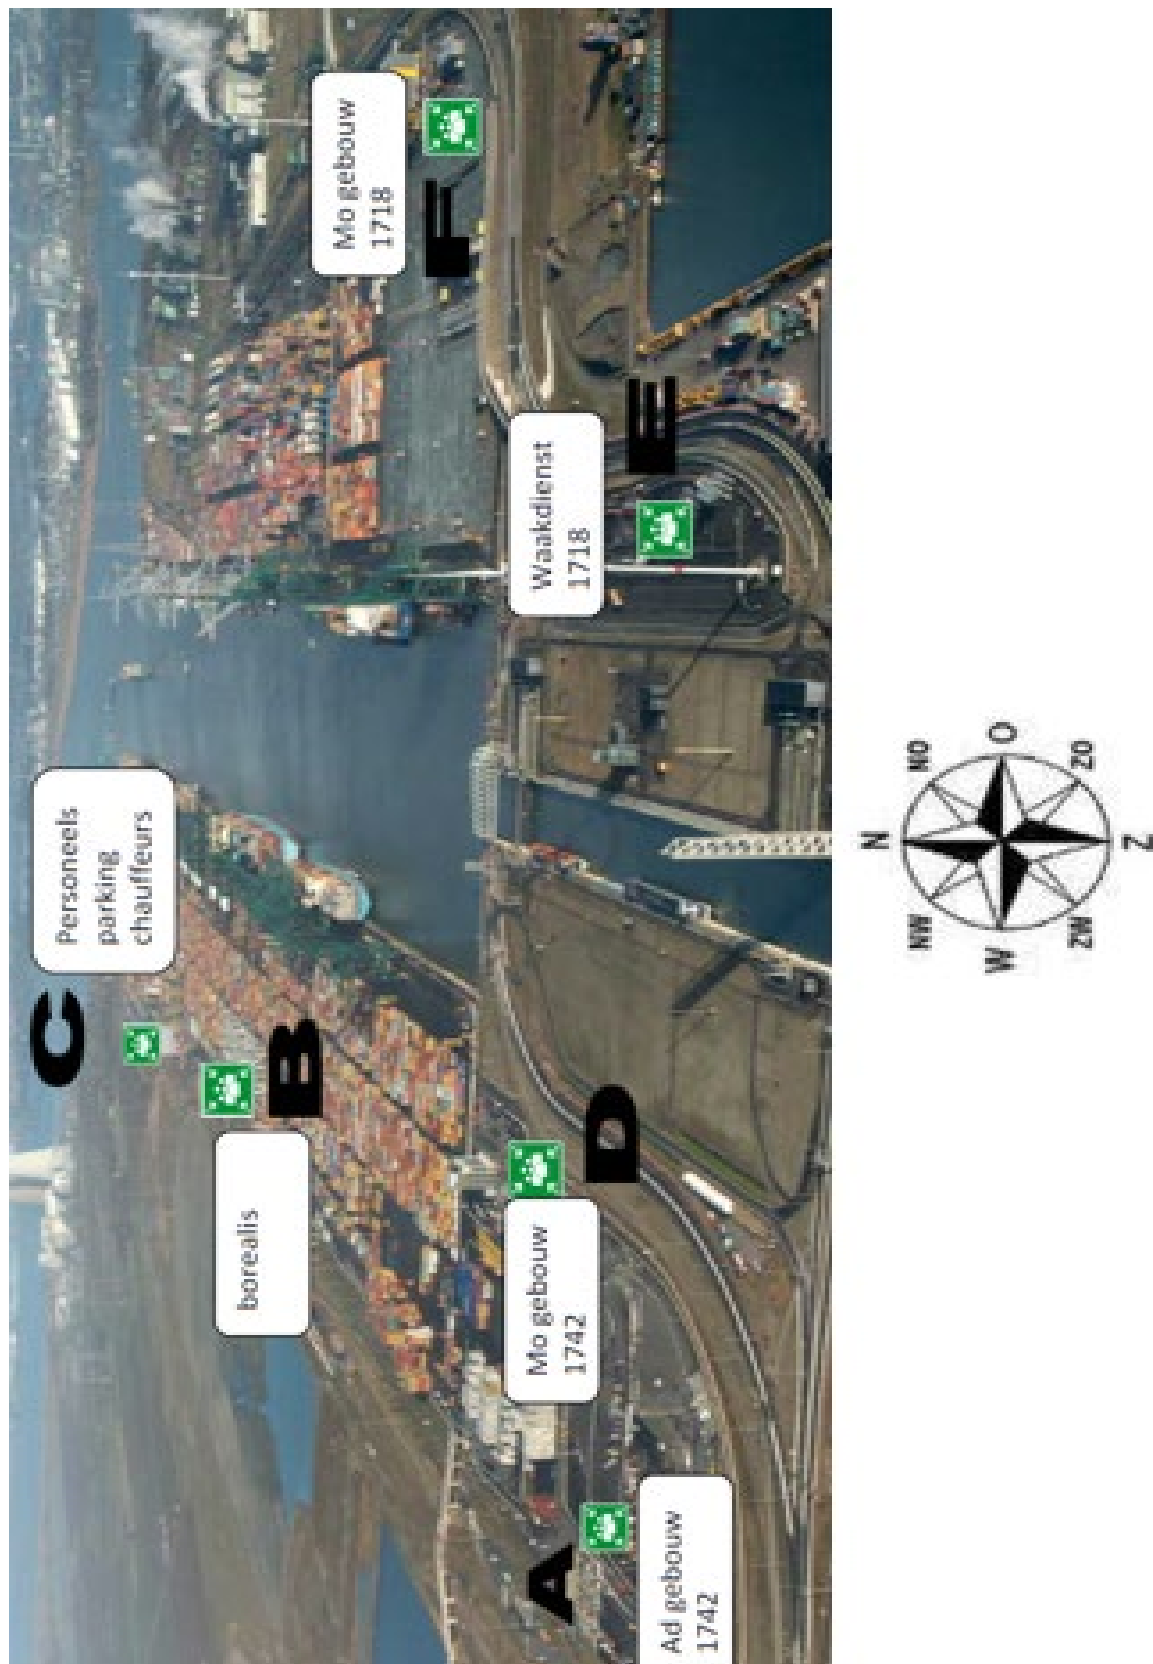 A
Ad gebouw
1742
borealis
C
Personeels
parking
chauffeurs
B
Mo gebouw
1742
D
Waakdienst
1718
E
Mo gebouw
1718
F
N
NO
O
ZO
Z
ZW
W
NW